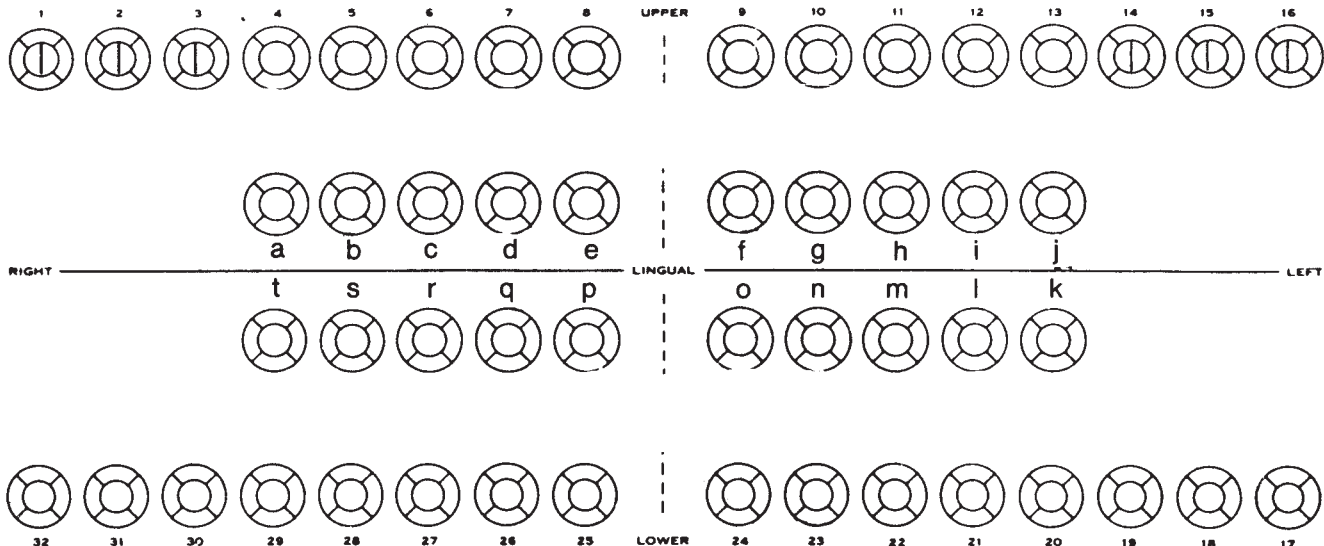 1 2 3 4 5 6 7 8 UPPER 9 10 11 12 13 14 15 16
a b c d e f g h i j
RIGHT LINGUAL LEFT
t s r q p o n m l k
32 31 30 29 28 27 26 25 LOWER 24 23 22 21 20 19 18 17